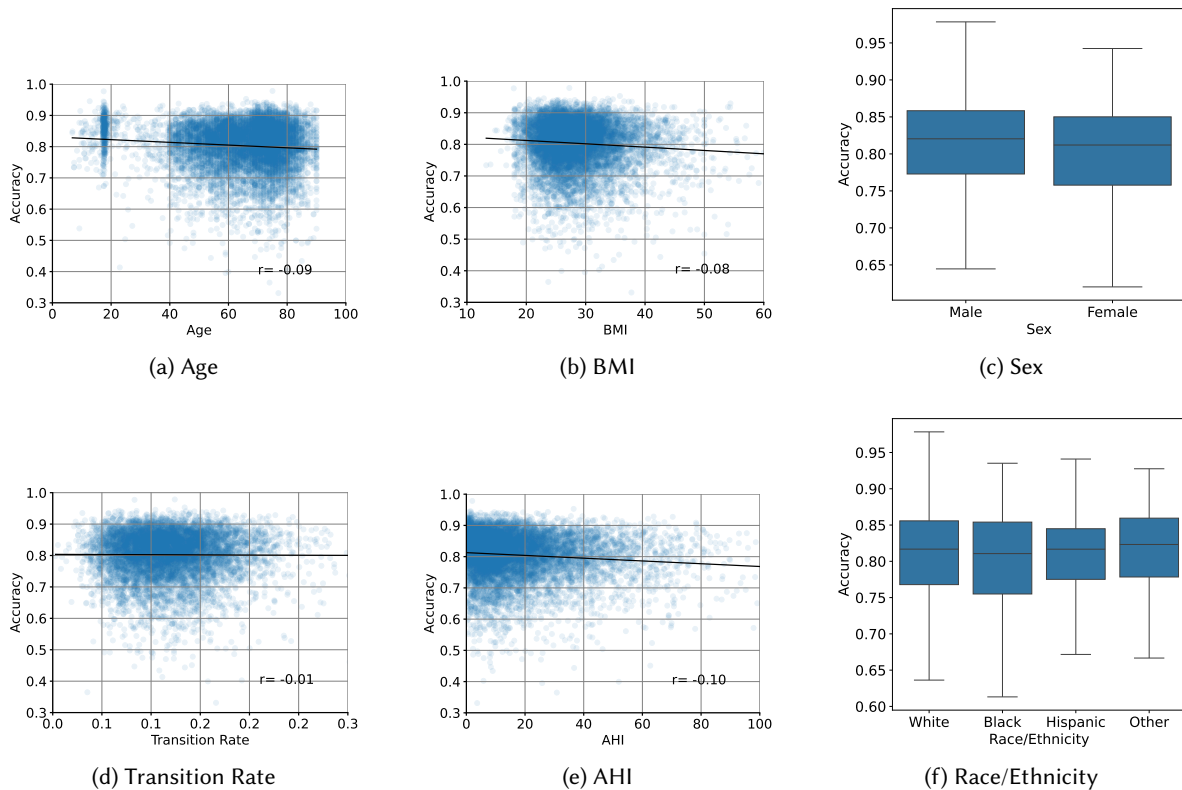 1.0
0.9
0.8
0.7
0.6
0.5
0.4
0.3
Accuracy
r= -0.09
0 20 40 60 80 100
Age
(a) Age
1.0
0.9
0.8
0.7
0.6
0.5
0.4
0.3
Accuracy
r= -0.08
10 20 30 40 50 60
BMI
(b) BMI
0.95
0.90
0.85
0.80
0.75
0.70
0.65
Accuracy
Male Female
Sex
(c) Sex
1.0
0.9
0.8
0.7
0.6
0.5
0.4
0.3
Accuracy
r= -0.01
0.0 0.1 0.1 0.2 0.2 0.2 0.3
Transition Rate
(d) Transition Rate
1.0
0.9
0.8
0.7
0.6
0.5
0.4
0.3
Accuracy
r= -0.10
0 20 40 60 80 100
AHI
(e) AHI
0.95
0.90
0.85
0.80
0.75
0.70
0.65
0.60
Accuracy
White Black Hispanic Other
Race/Ethnicity
(f) Race/Ethnicity